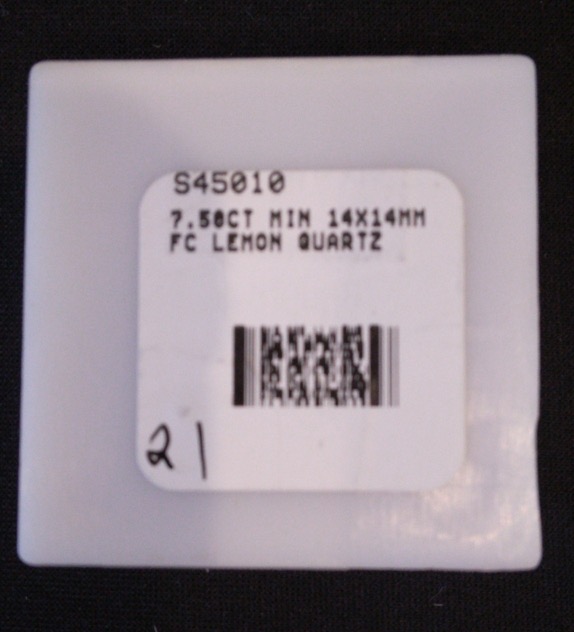 S45010
7.50CT MIN 14X14MM
FC LEMON QUARTZ
21